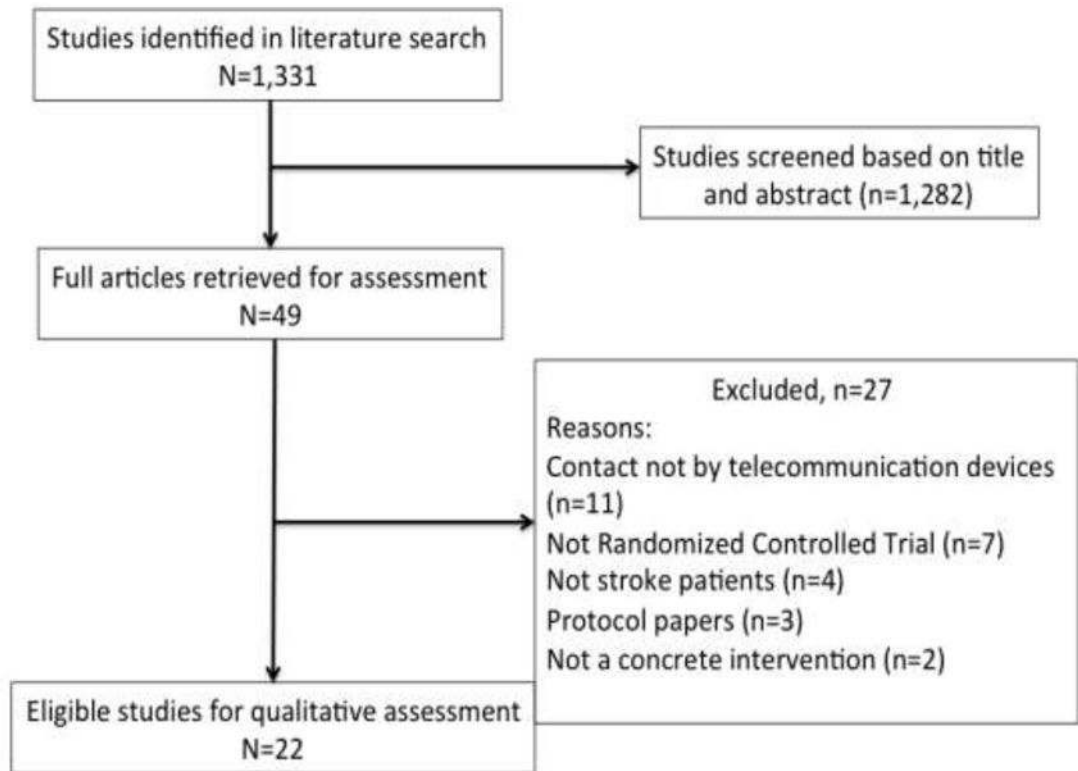 Studies identified in literature search
N=1,331
Studies screened based on title
and abstract (n=1,282)
Full articles retrieved for assessment
N=49
Excluded, n=27
Reasons:
Contact not by telecommunication devices
(n=11)
Not Randomized Controlled Trial (n=7)
Not stroke patients (n=4)
Protocol papers (n=3)
Not a concrete intervention (n=2)
Eligible studies for qualitative assessment
N=22